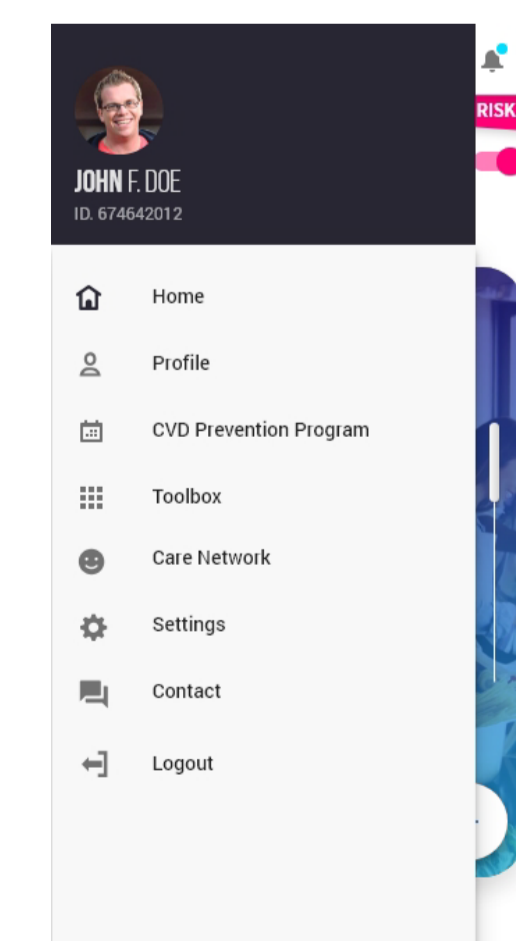 RISK
JOHN F. DOE
ID. 674642012
Home
Profile
CVD Prevention Program
Toolbox
Care Network
Settings
Contact
Logout